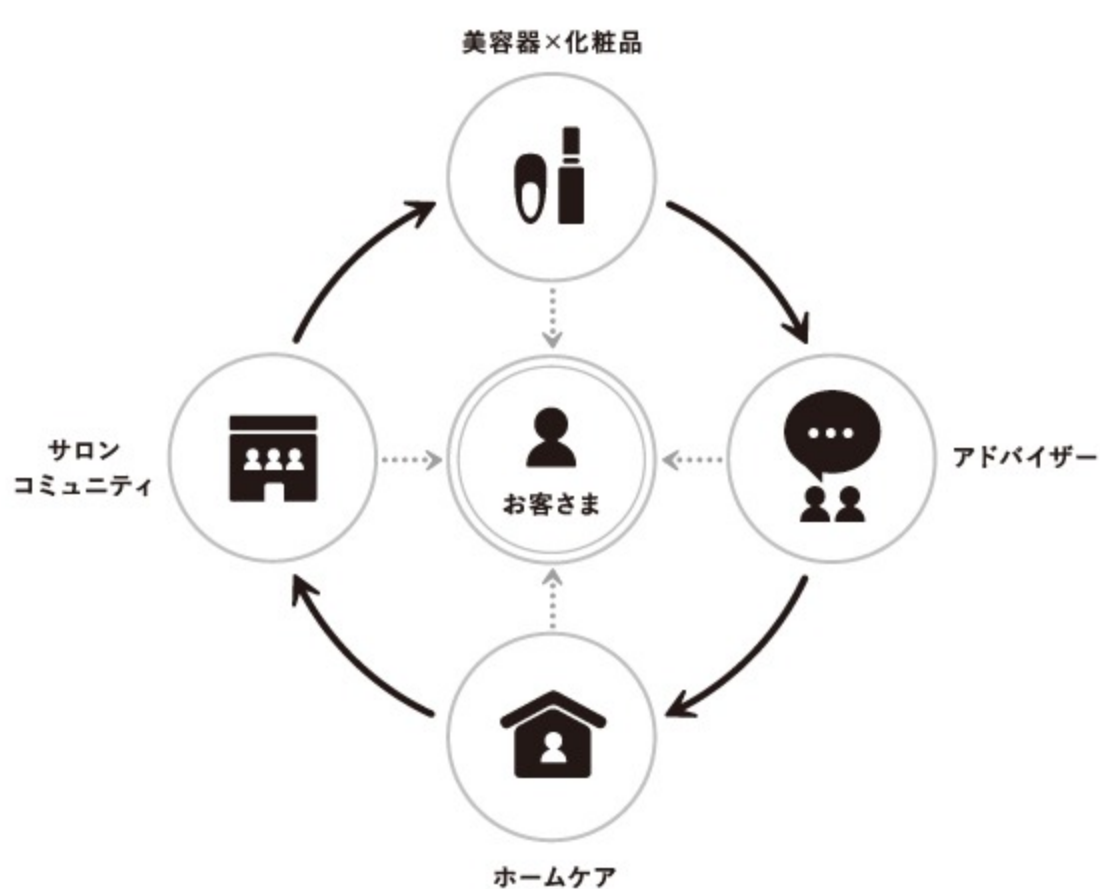 美容器×化粧品
サロン
コミュニティ
お客さま
アドバイザー
ホームケア